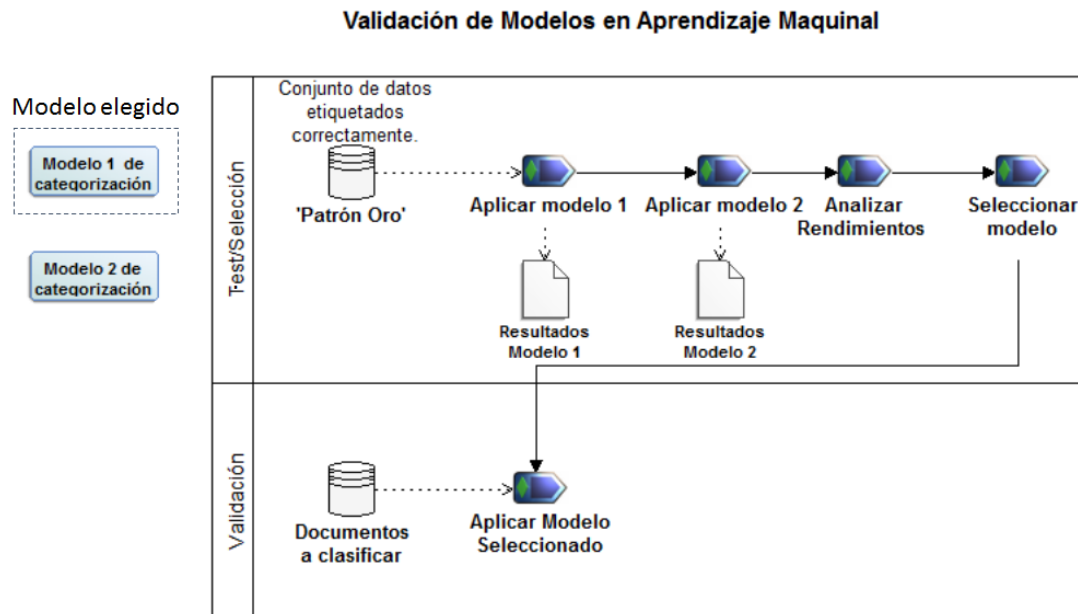 Validación de Modelos en Aprendizaje Maquinal
Modelo elegido
Modelo 1 de
categorización
Modelo 2 de
categorización
Test/Selección
Conjunto de datos
etiquetados
correctamente.
'Patrón Oro'
Aplicar modelo 1
Aplicar modelo 2
Analizar
Rendimientos
Seleccionar
modelo
Resultados
Modelo 1
Resultados
Modelo 2
Validación
Documentos
a clasificar
Aplicar Modelo
Seleccionado